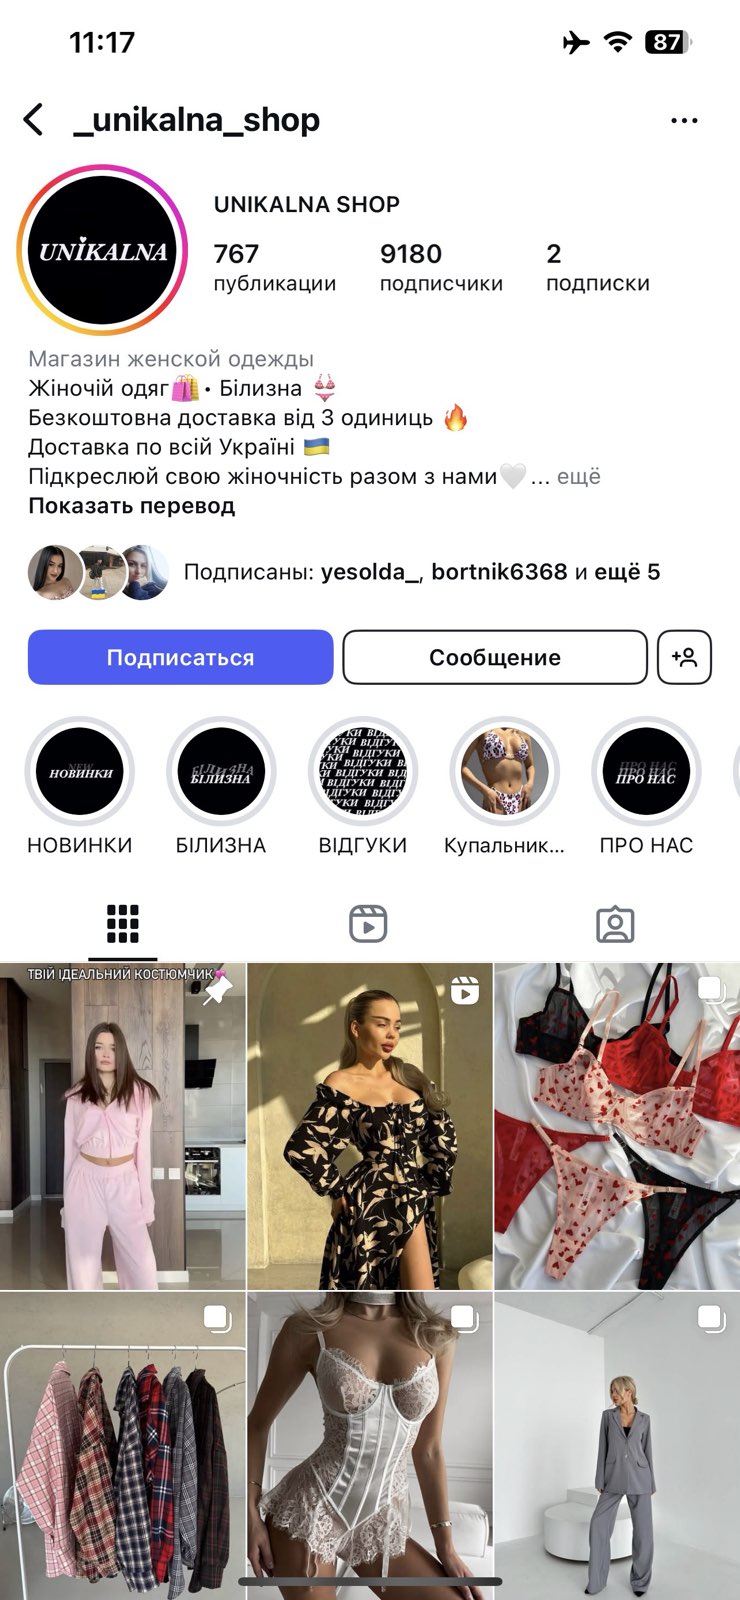 11:17
87
_unikalna_shop
UNIKALNA
UNIKALNA SHOP
767
9180
2
публикации
подписчики
подписки
Магазин женской одежды
Жіночій одяг🛍️• Білизна 👙
Безкоштовна доставка від 3 одиниць 🔥
Доставка по всій Україні 🇺🇦
Підкреслюй свою жіночність разом з нами🤍... ещё
Показать перевод
Подписаны: yesolda_, bortnik6368 и ещё 5
Подписаться
Сообщение
NEW
НОВИНКИ
БІЛИЗНА
БІЛИЗНА
ВІДГУКИ
ПРО НАС
ПРО НАС
НОВИНКИ
БІЛИЗНА
ВІДГУКИ
Купальник...
ПРО НАС
ТВІЙ ІДЕАЛЬНИЙ КОСТЮМЧИК💗